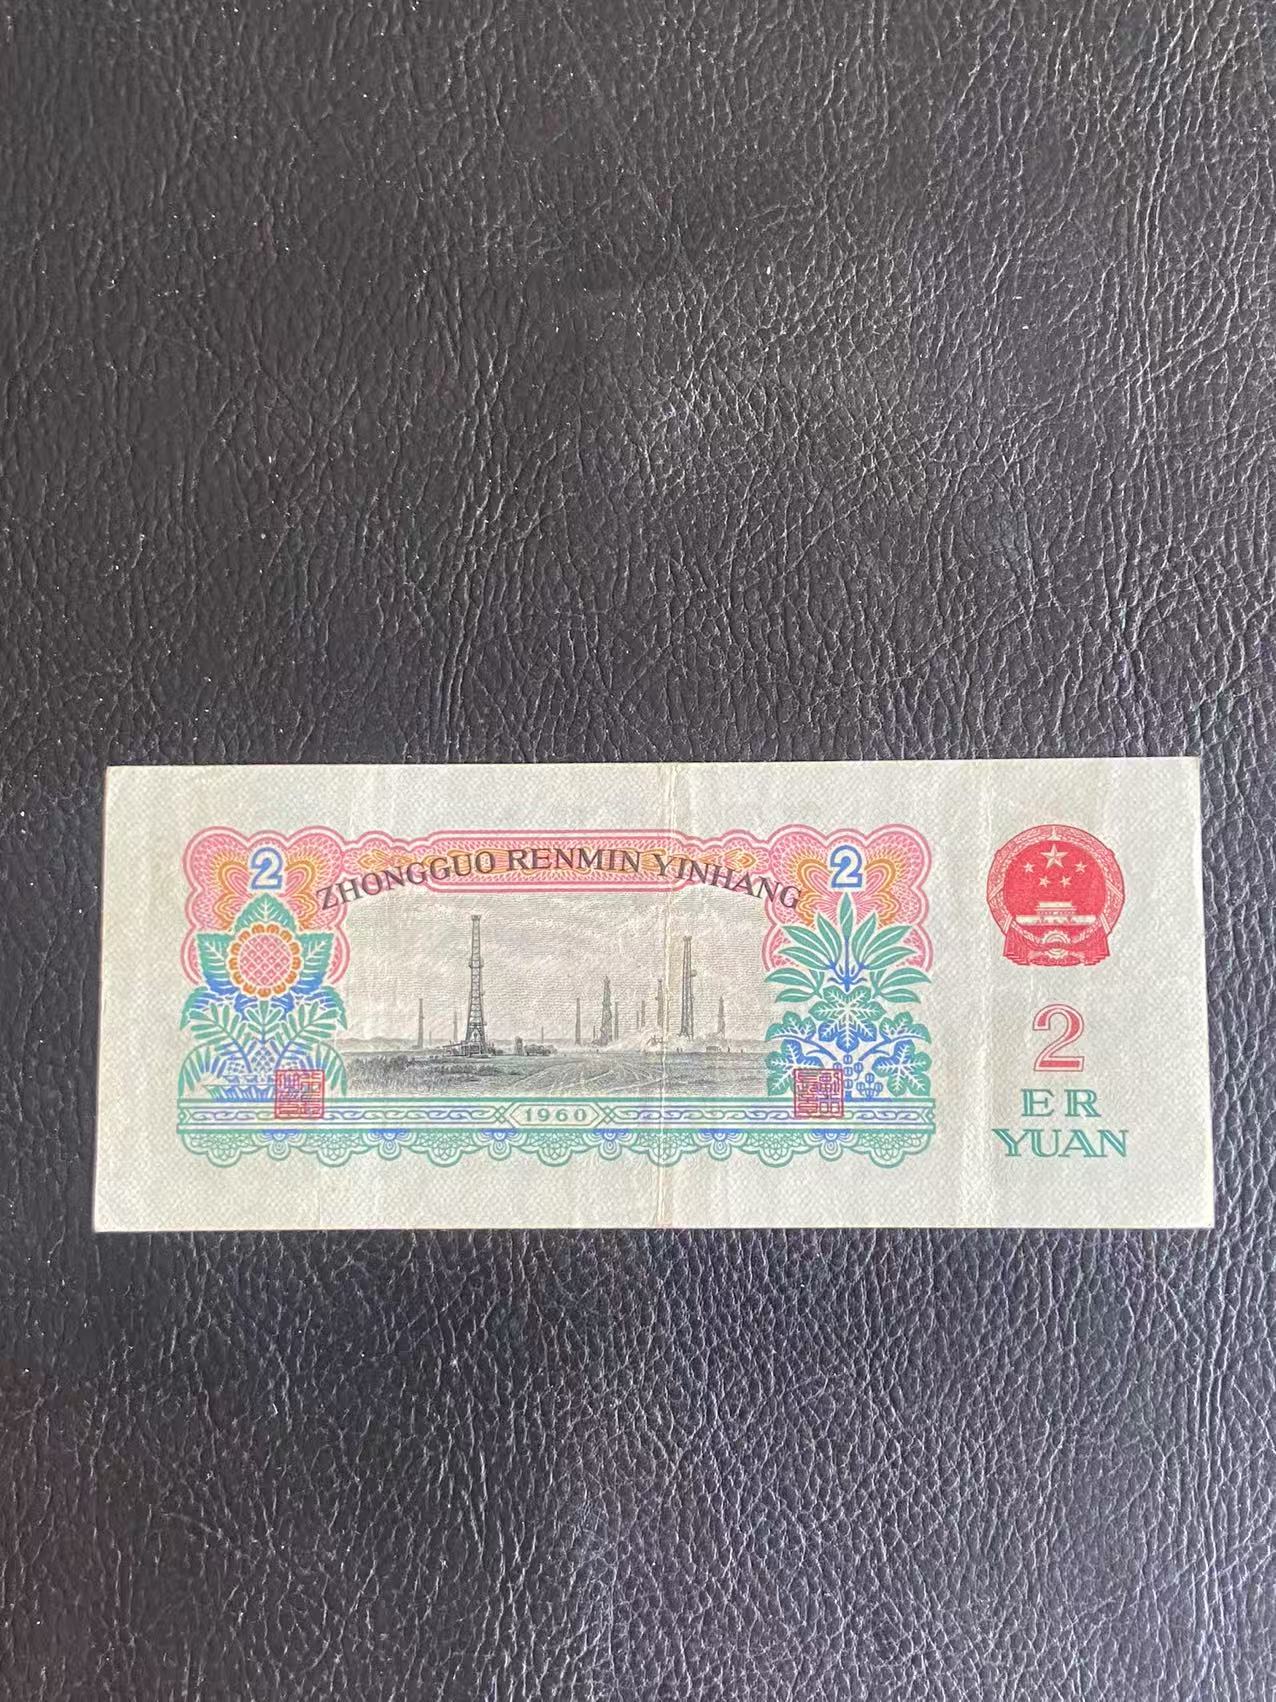 2
ZHONGGUO RENMIN YINHANG
2
1960
2
ER
YUAN